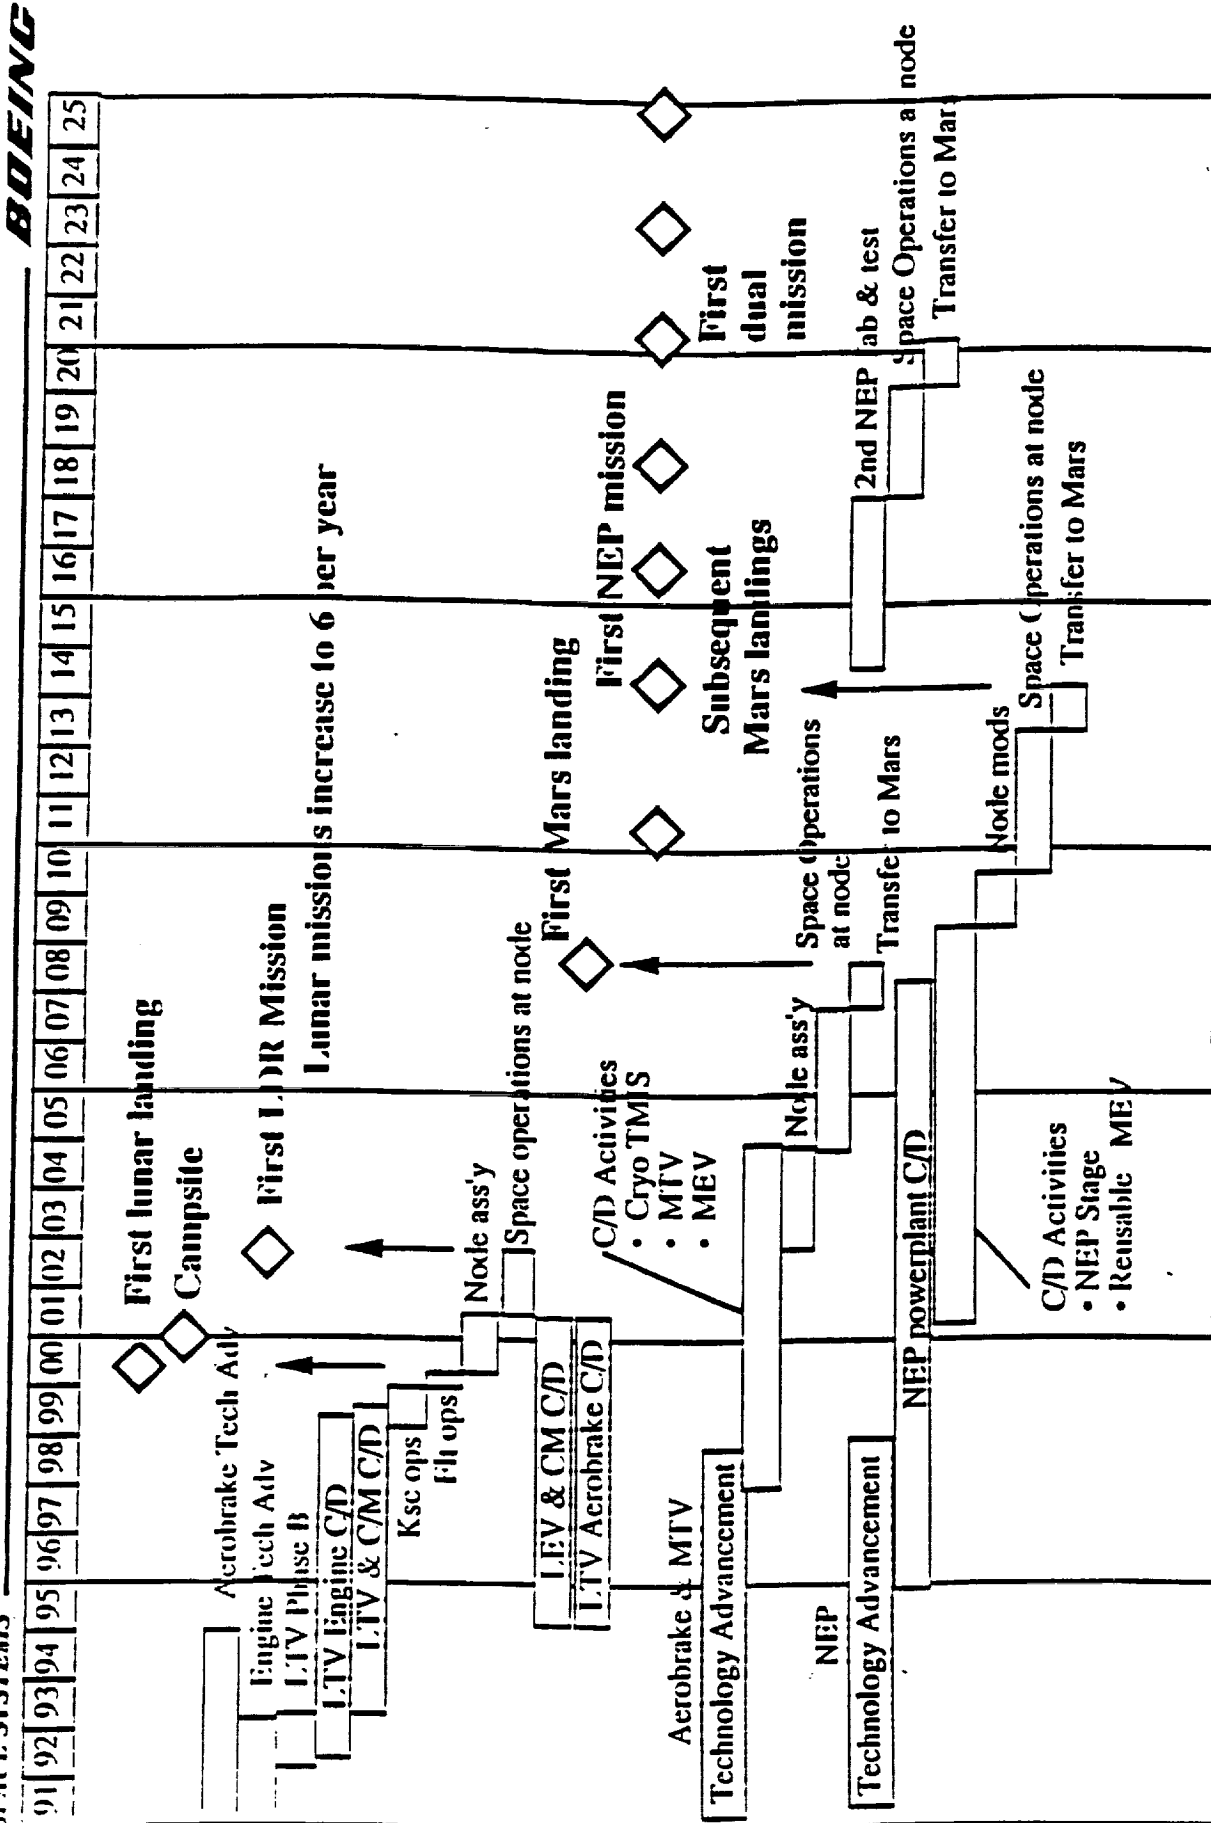 BOEING
91 92 93 94 95 96 97 98 99 00 01 02 03 04 05 06 07 08 09 10 11 12 13 14 15 16 17 18 19 20 21 22 23 24 25
First lunar landing
Campsite
Aerobrake Tech Adv
First LDR Mission
Engine Tech Adv
LTV Phase B
Lunar missions increase to 6 per year
LTV Engine C/D
LTV & C/M C/D
Ksc ops
Flt ops
Node ass'y
Space operations at node
LEV & CM C/D
LTV Aerobrake C/D
First Mars landing
First NEP mission
Subsequent
Mars landings
First
dual
mission
C/D Activities
• Cryo TMIS
• MTV
• MEV
Aerobrake & MTV
Technology Advancement
Node ass'y
Space Operations
at node
Transfer to Mars
2nd NEP fab & test
Space Operations at node
Transfer to Mars
NEP
Technology Advancement
NEP powerplant C/D
Node mods
Space Operations at node
Transfer to Mars
C/D Activities
• NEP Stage
• Reusable MEV